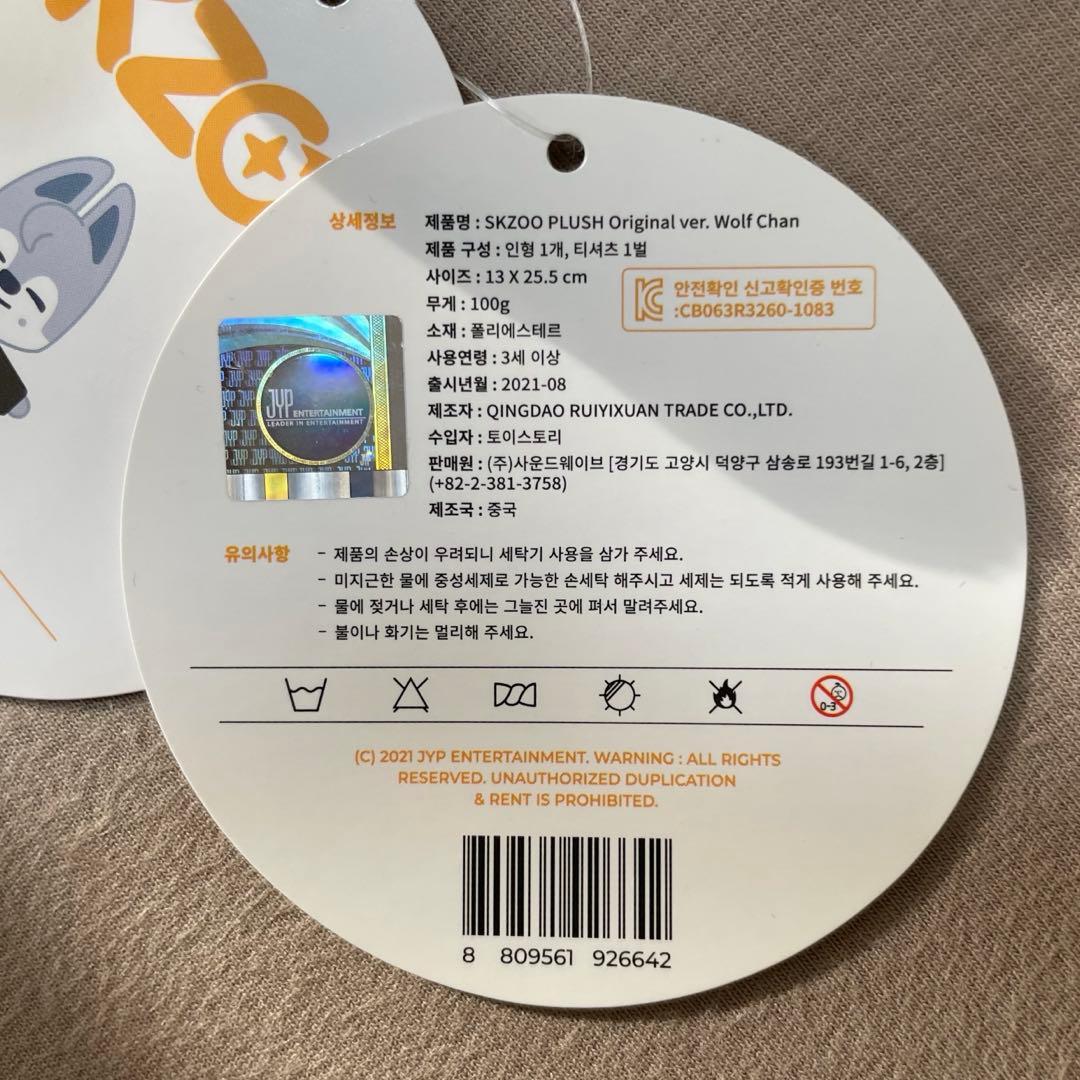 KZO
상세정보
제품명 : SKZOO PLUSH Original ver. Wolf Chan
제품 구성 : 인형 1개, 티셔츠 1벌
사이즈 : 13 X 25.5 cm
무게 : 100g
소재 : 폴리에스테르
사용연령 : 3세 이상
출시년월 : 2021-08
제조자 : QINGDAO RUIYIXUAN TRADE CO.,LTD.
수입자 : 토이스토리
판매원 : (주)사운드웨이브 [경기도 고양시 덕양구 삼송로 193번길 1-6, 2층]
(+82-2-381-3758)
제조국 : 중국
KC 안전확인 신고확인증 번호
:CB063R3260-1083
JYP ENTERTAINMENT
LEADER IN ENTERTAINMENT
유의사항
- 제품의 손상이 우려되니 세탁기 사용을 삼가 주세요.
- 미지근한 물에 중성세제로 가능한 손세탁 해주시고 세제는 되도록 적게 사용해 주세요.
- 물에 젖거나 세탁 후에는 그늘진 곳에 펴서 말려주세요.
- 불이나 화기는 멀리해 주세요.
0-3
(C) 2021 JYP ENTERTAINMENT. WARNING : ALL RIGHTS
RESERVED. UNAUTHORIZED DUPLICATION
& RENT IS PROHIBITED.
8 809561 926642